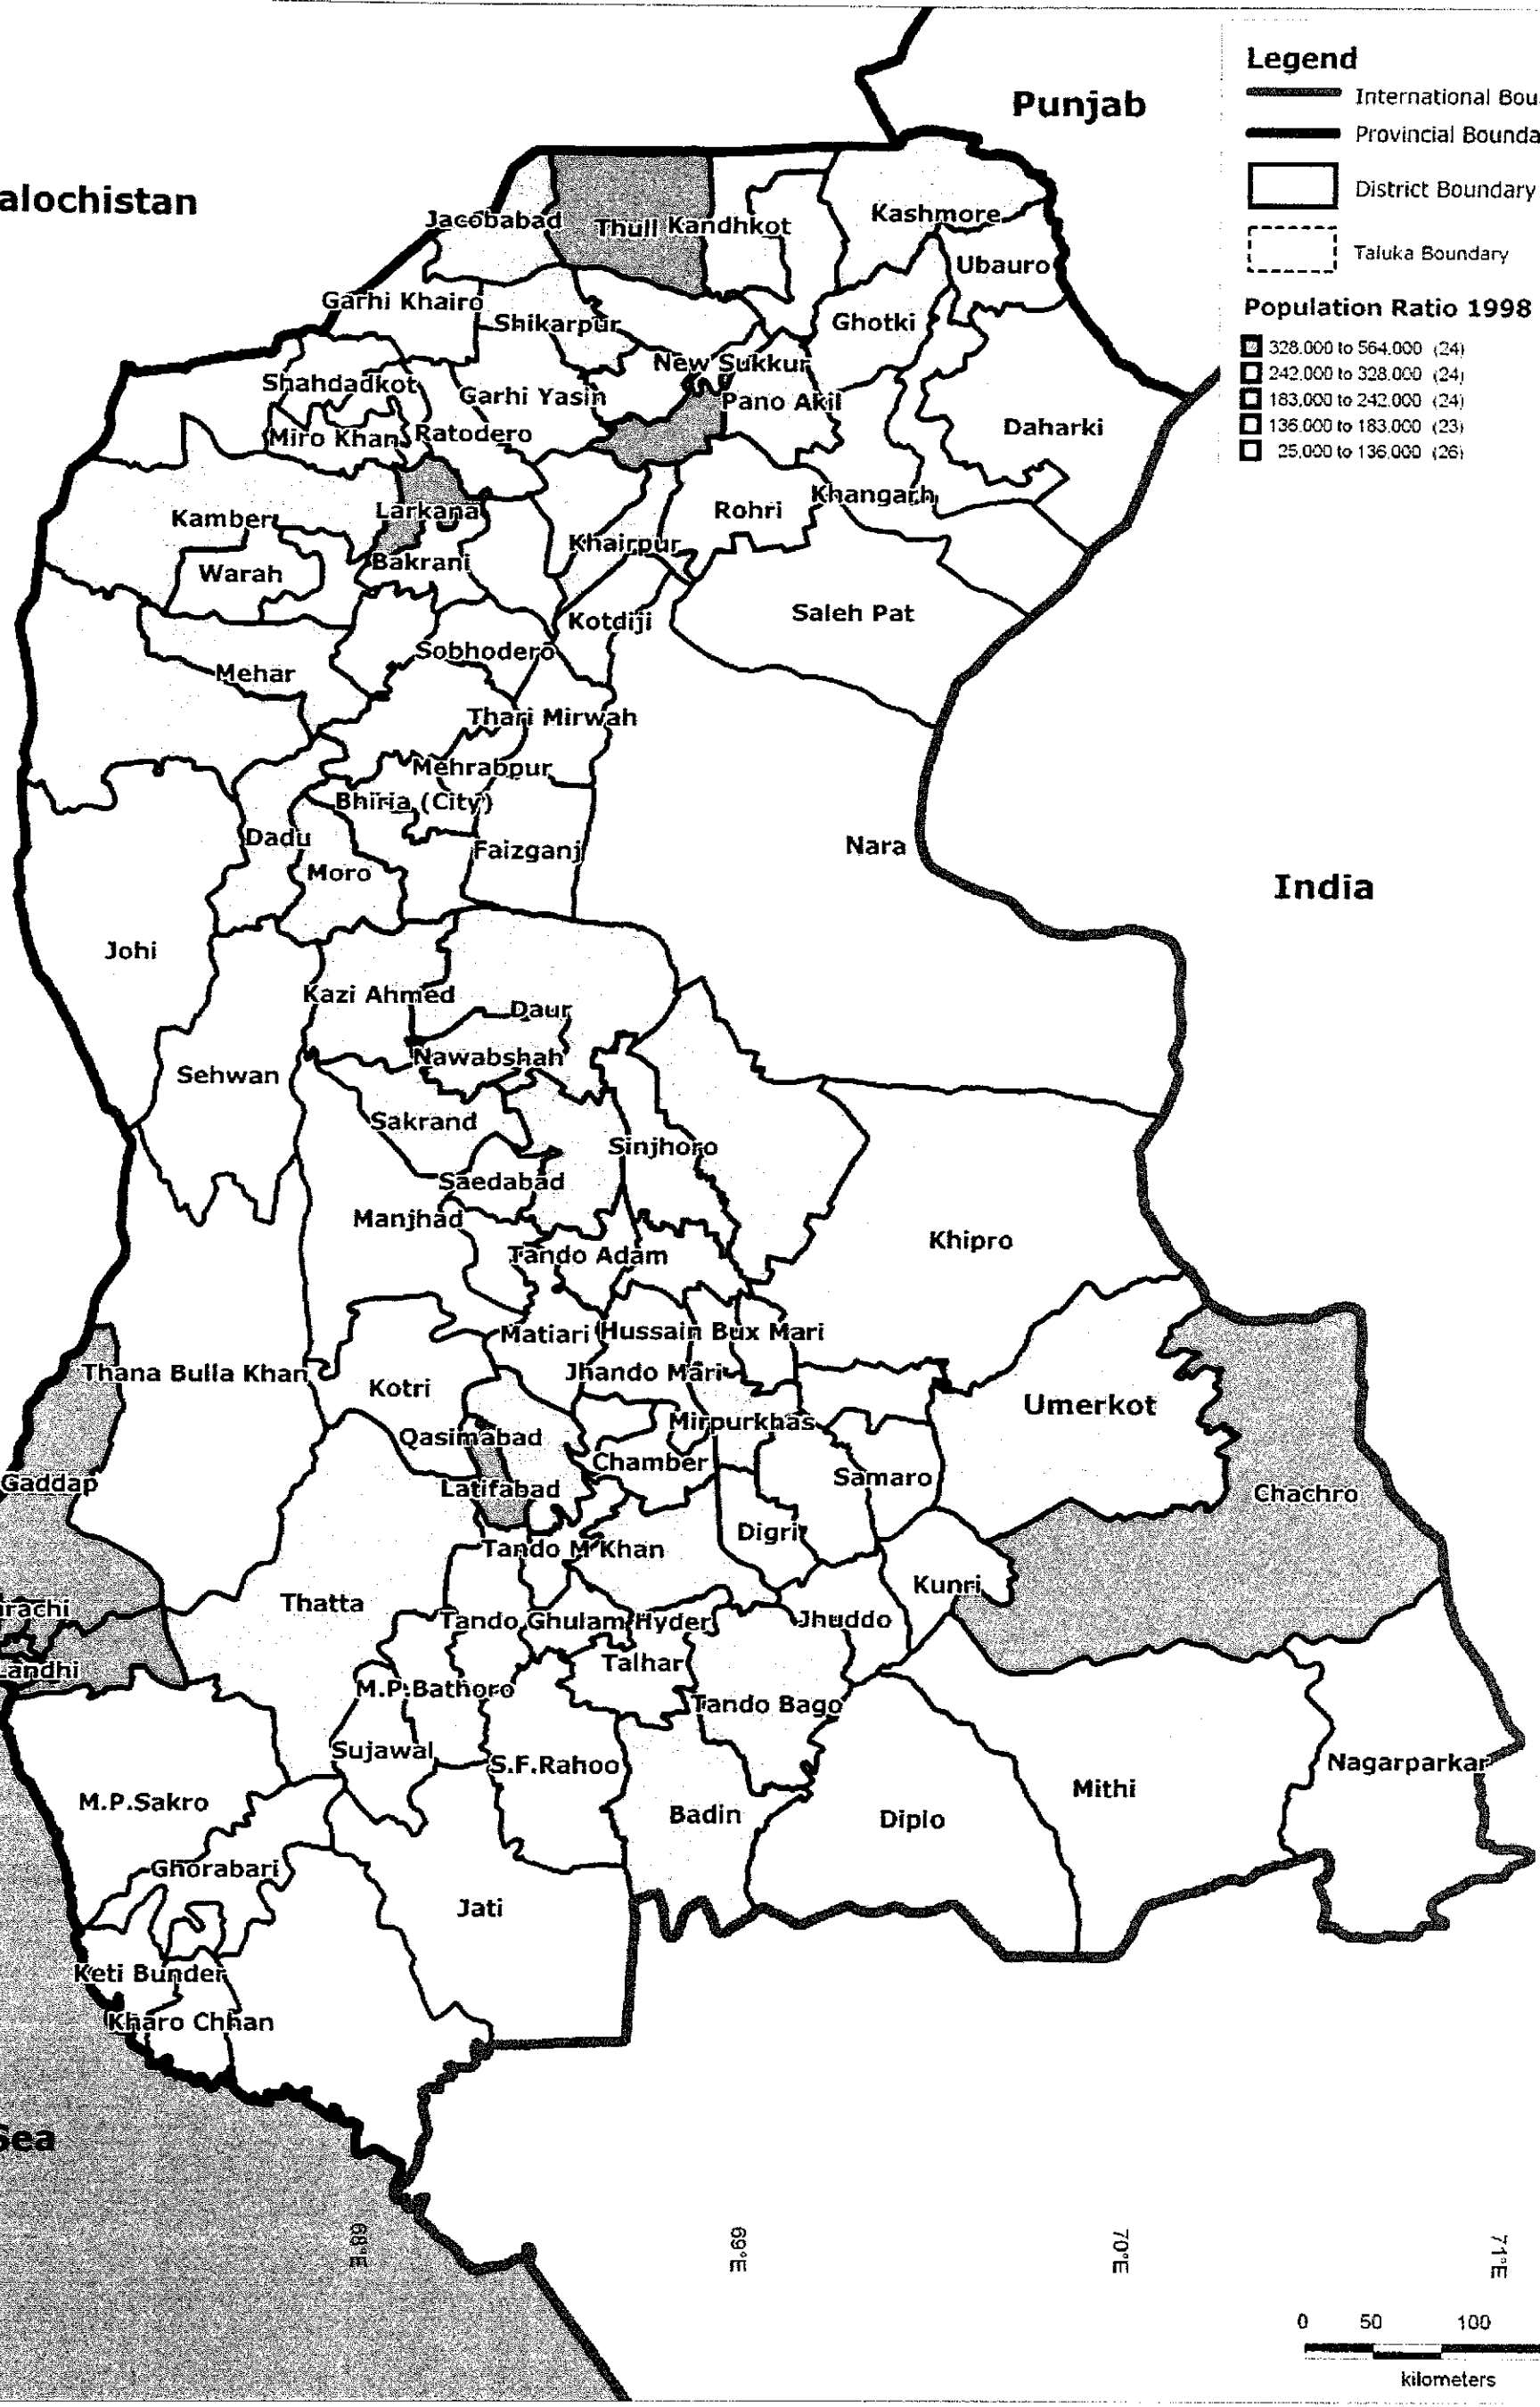 Legend
International Bou
Provincial Bounda
District Boundary
Taluka Boundary
Population Ratio 1998
328,000 to 564,000 (24)
242,000 to 328,000 (24)
183,000 to 242,000 (24)
136,000 to 183,000 (23)
25,000 to 136,000 (26)
Punjab
alochistan
Jacobabad
Thull
Kandhkot
Kashmore
Ubauro
Garhi Khairo
Shikarpur
Ghotki
New Sukkur
Shahdadkot
Garhi Yasin
Pano Akil
Daharki
Miro Khan
Ratodero
Khangarh
Kamber
Larkana
Rohri
Khairpur
Bakrani
Warah
Saleh Pat
Kotdiji
Sobhodero
Mehar
Thari Mirwah
Mehrabpur
Bhiria (City)
Dadu
Faizganj
Nara
Moro
India
Johi
Kazi Ahmed
Daur
Nawabshah
Sehwan
Sakrand
Sinjhoro
Saedabad
Manjhad
Khipro
Tando Adam
Matiari
Hussain Bux Mari
Thana Bulla Khan
Jhando Mari
Kotri
Umerkot
Mirpurkhas
Qasimabad
Chamber
Samaro
Gaddap
Latifabad
Chachro
Digri
Tando M Khan
Kunri
Thatta
irachi
Tando Ghulam Hyder
Jhuddo
Landhi
Talhar
M.P.Bathoro
Tando Bago
Sujawal
S.F.Rahoo
Nagarparkar
M.P.Sakro
Mithi
Badin
Diplo
Ghorabari
Jati
Keti Bunder
Kharo Chhan
Sea
68°E
69°E
70°E
71°E
0 50 100
kilometers